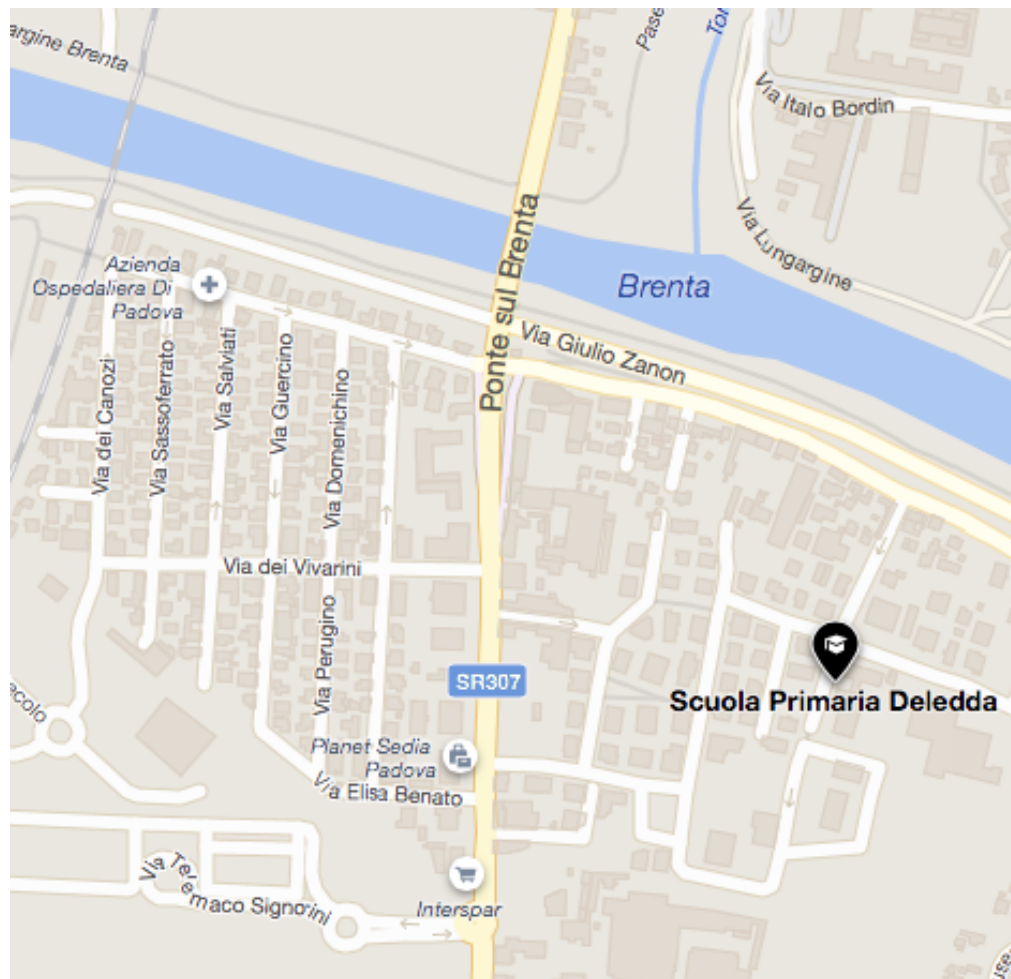 argine Brenta
Pase
Tor
Via Italo Bordin
Via Lungargine
Ponte sul Brenta
Brenta
Via Giulio Zanon
Azienda
Ospedaliera Di
Padova
Via dei Canozi
Via Sassoferrato
Via Salviati
Via Guercino
Via Domenichino
Via dei Vivarini
Via Perugino
SR307
Scuola Primaria Deledda
acolo
Planet Sedia
Padova
Via Elisa Benato
Via Telemaco Signorini
Interspar